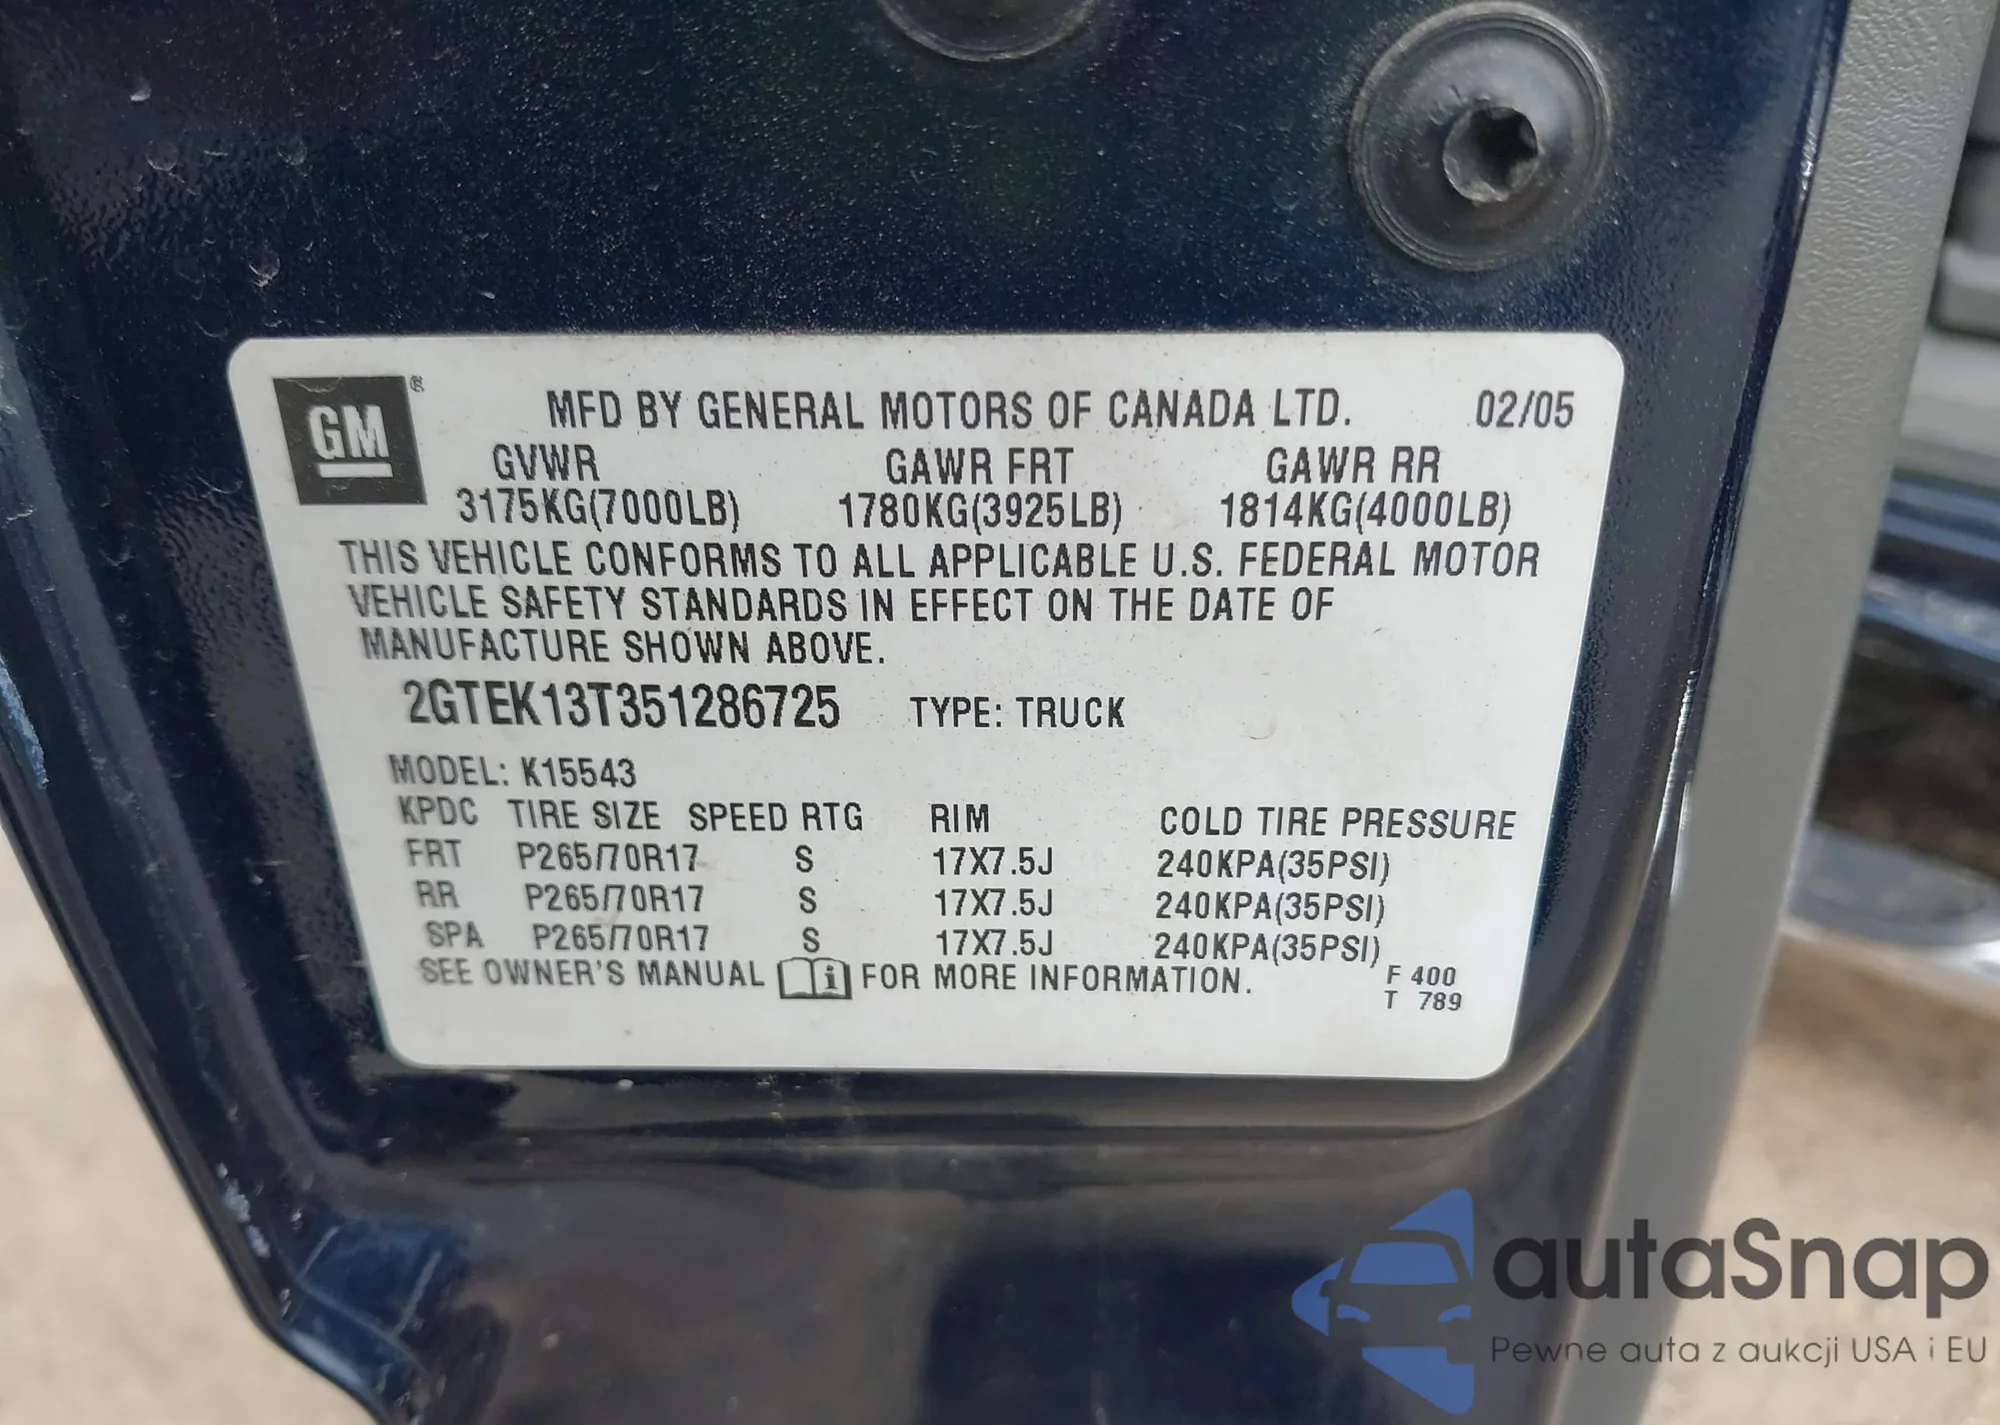 GM®
MFD BY GENERAL MOTORS OF CANADA LTD. 02/05
GVWR GAWR FRT GAWR RR
3175KG(7000LB) 1780KG(3925LB) 1814KG(4000LB)
THIS VEHICLE CONFORMS TO ALL APPLICABLE U.S. FEDERAL MOTOR
VEHICLE SAFETY STANDARDS IN EFFECT ON THE DATE OF
MANUFACTURE SHOWN ABOVE.
2GTEK13T351286725 TYPE: TRUCK
MODEL: K15543
KPDC TIRE SIZE SPEED RTG RIM COLD TIRE PRESSURE
FRT P265/70R17 S 17X7.5J 240KPA(35PSI)
RR P265/70R17 S 17X7.5J 240KPA(35PSI)
SPA P265/70R17 S 17X7.5J 240KPA(35PSI)
SEE OWNER'S MANUAL i FOR MORE INFORMATION.
F 400
T 789
autaSnap
Pewne auta z aukcji USA i EU